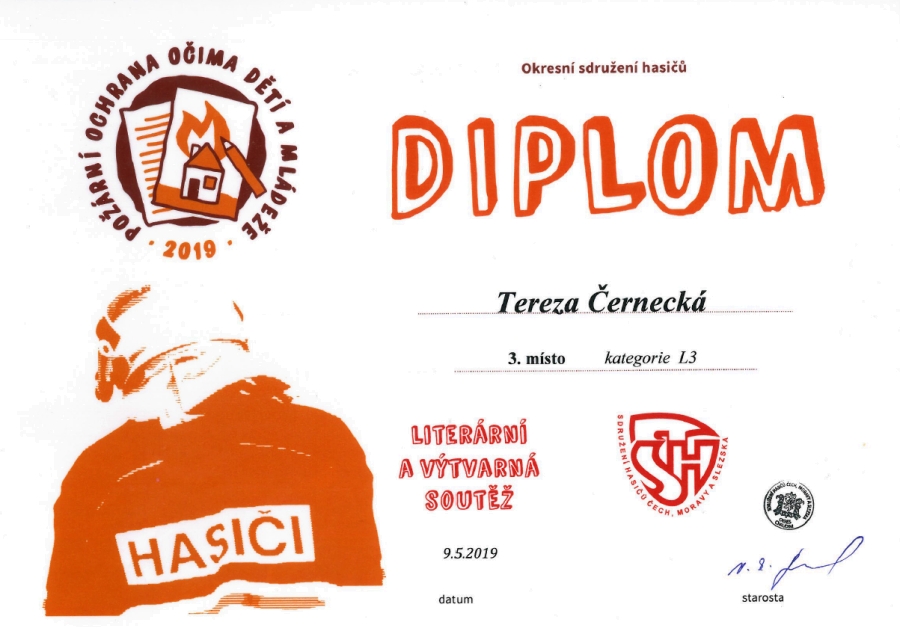 POŽÁRNÍ OCHRANA OČIMA DĚTÍ A MLÁDEŽE
· 2019 ·
Okresní sdružení hasičů
DIPLOM
Tereza Černecká
3. místo kategorie L3
LITERÁRNÍ
A VÝTVARNÁ
SOUTĚŽ
SH
SDRUŽENÍ HASIČŮ ČECH, MORAVY A SLEZSKA
HASIČI
9.5.2019
datum
starosta